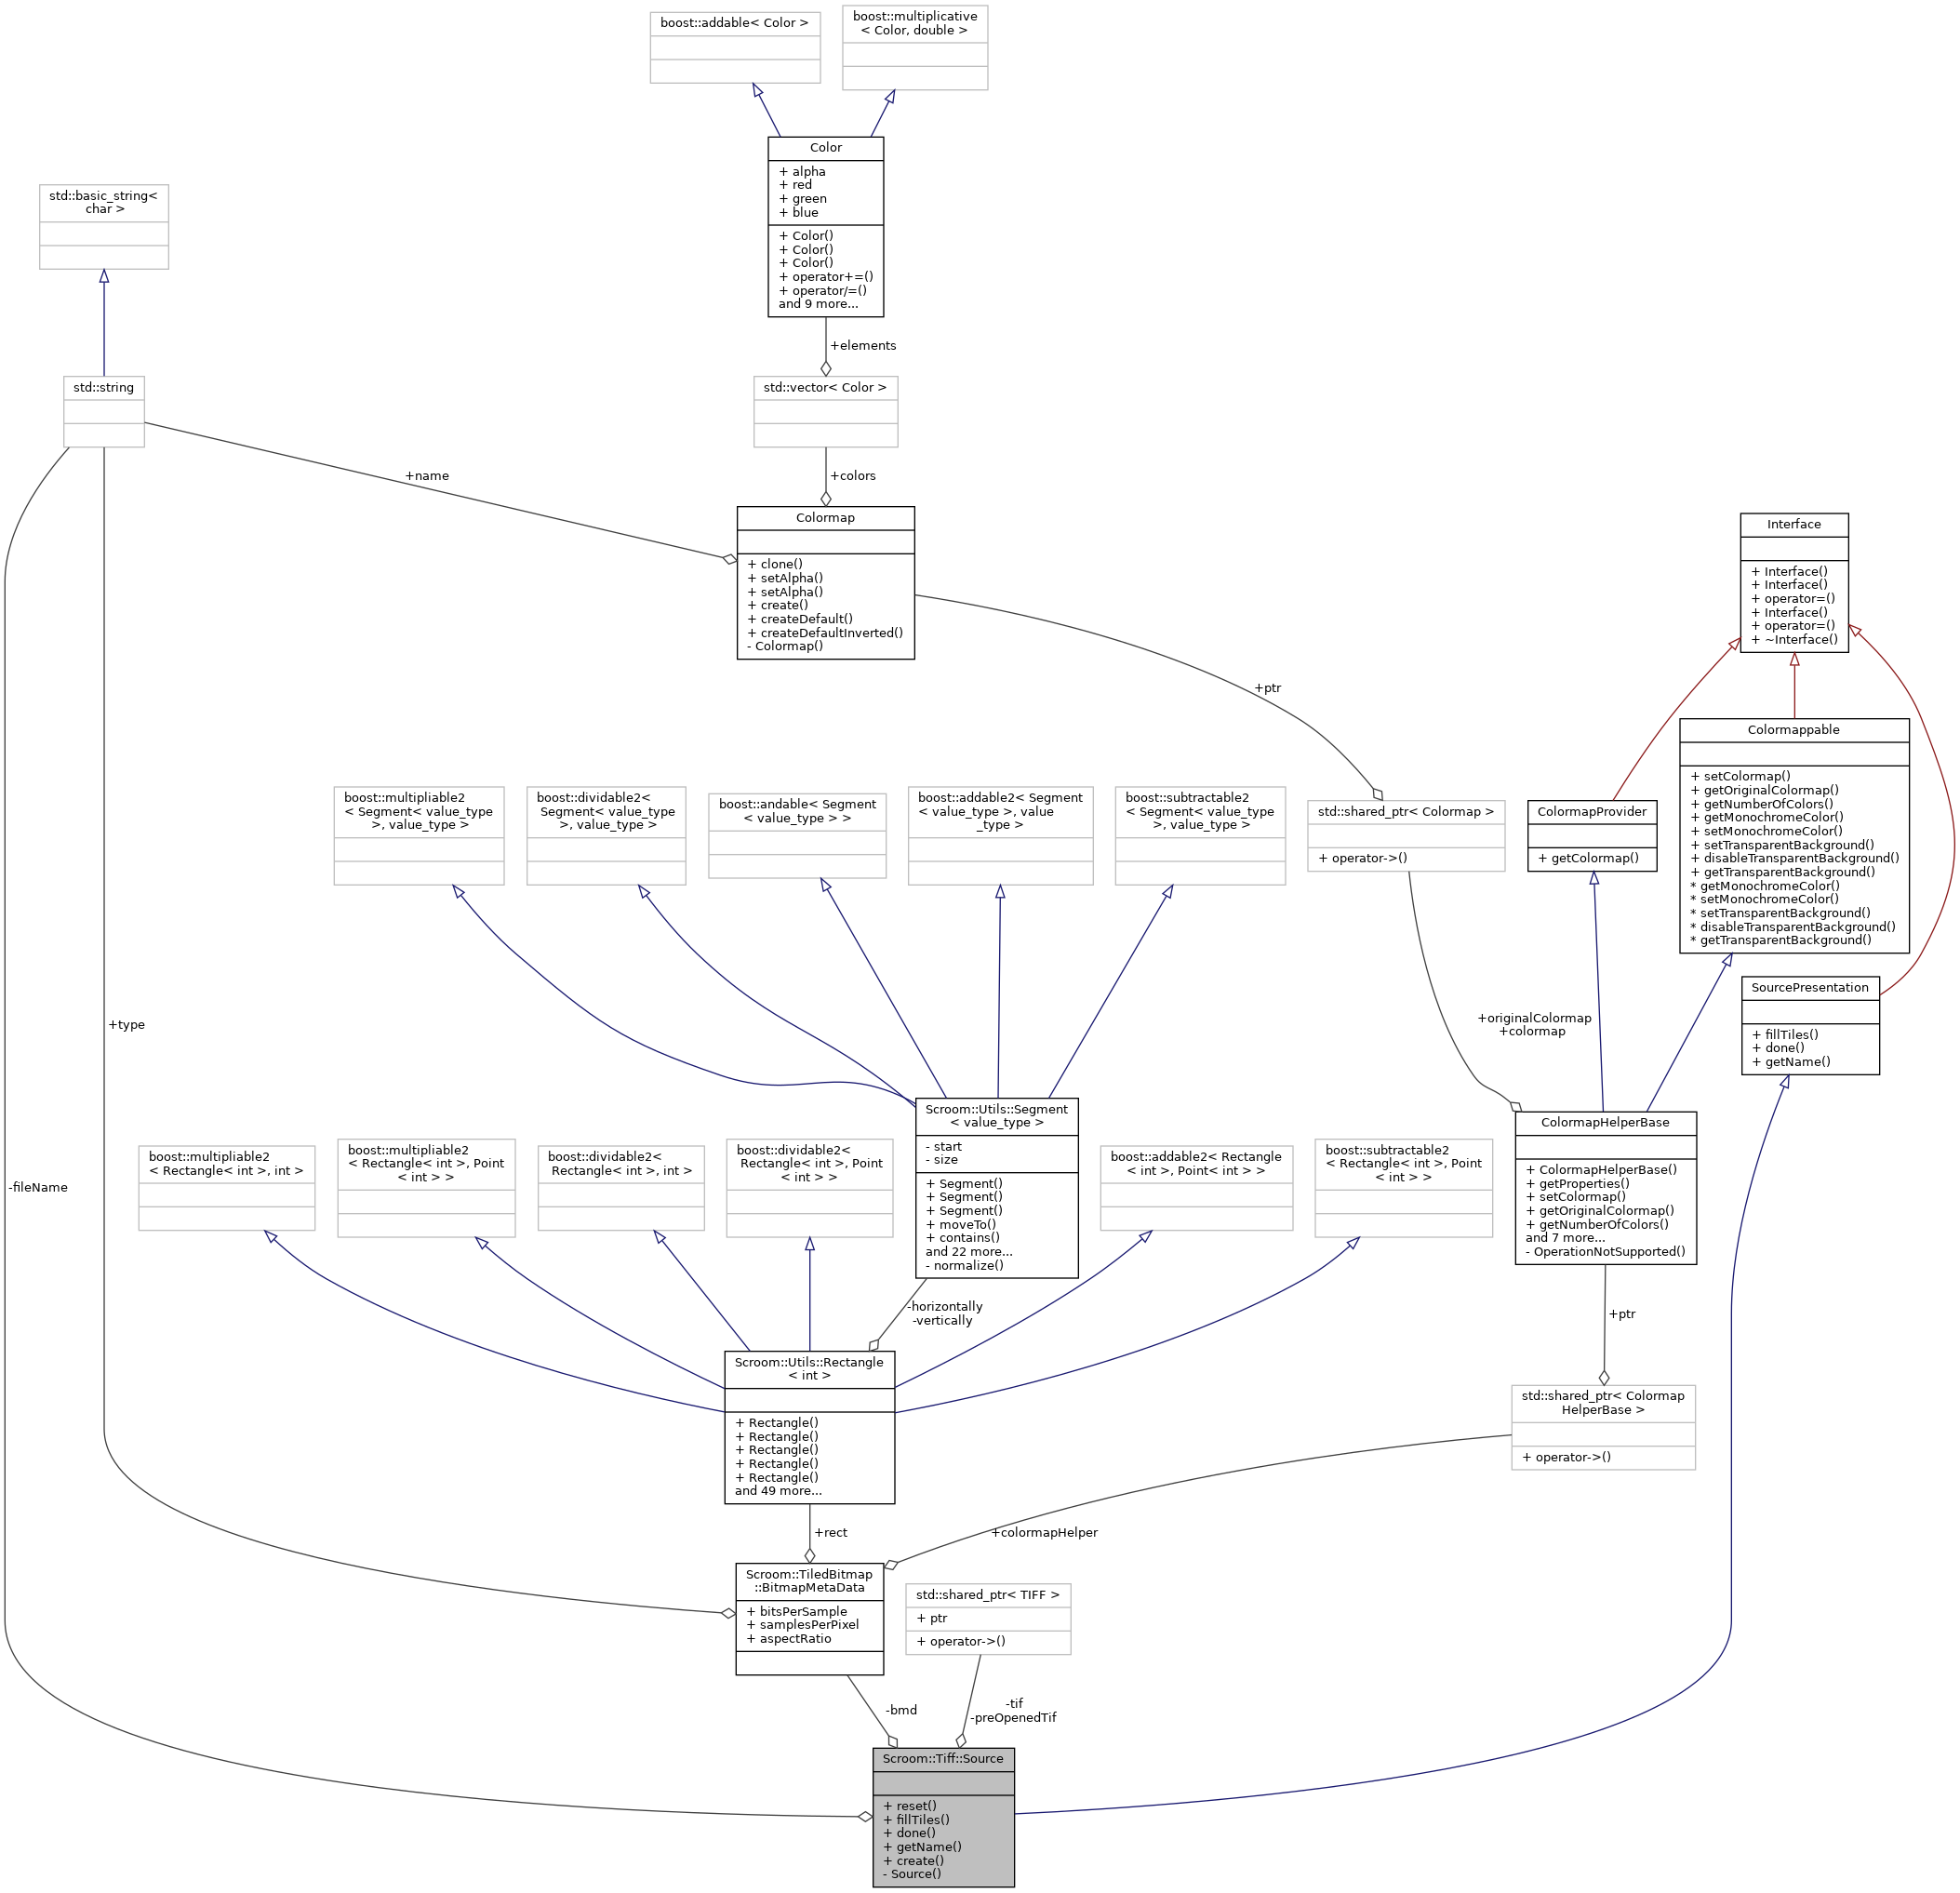 boost::addable< Color >
boost::multiplicative
< Color, double >
Color
+ alpha
+ red
+ green
+ blue
+ Color()
+ Color()
+ Color()
+ operator+=()
+ operator/=()
and 9 more...
std::basic_string<
char >
+elements
std::string
std::vector< Color >
+name
+colors
Colormap
+ clone()
+ setAlpha()
+ setAlpha()
+ create()
+ createDefault()
+ createDefaultInverted()
- Colormap()
Interface
+ Interface()
+ Interface()
+ operator=()
+ Interface()
+ operator=()
+ ~Interface()
+ptr
Colormappable
+ setColormap()
+ getOriginalColormap()
+ getNumberOfColors()
+ getMonochromeColor()
+ setMonochromeColor()
+ setTransparentBackground()
+ disableTransparentBackground()
+ getTransparentBackground()
* getMonochromeColor()
* setMonochromeColor()
* setTransparentBackground()
* disableTransparentBackground()
* getTransparentBackground()
boost::multipliable2
< Segment< value_type
>, value_type >
boost::dividable2<
Segment< value_type
>, value_type >
boost::andable< Segment
< value_type > >
boost::addable2< Segment
< value_type >, value
_type >
boost::subtractable2
< Segment< value_type
>, value_type >
std::shared_ptr< Colormap >
+ operator->()
ColormapProvider
+ getColormap()
SourcePresentation
+ fillTiles()
+ done()
+ getName()
+type
+originalColormap
+colormap
Scroom::Utils::Segment
< value_type >
- start
- size
+ Segment()
+ Segment()
+ Segment()
+ moveTo()
+ contains()
and 22 more...
- normalize()
ColormapHelperBase
+ ColormapHelperBase()
+ getProperties()
+ setColormap()
+ getOriginalColormap()
+ getNumberOfColors()
and 7 more...
- OperationNotSupported()
-fileName
boost::multipliable2
< Rectangle< int >, int >
boost::multipliable2
< Rectangle< int >, Point
< int > >
boost::dividable2<
Rectangle< int >, int >
boost::dividable2<
Rectangle< int >, Point
< int > >
boost::addable2< Rectangle
< int >, Point< int > >
boost::subtractable2
< Rectangle< int >, Point
< int > >
-horizontally
-vertically
+ptr
Scroom::Utils::Rectangle
< int >
+ Rectangle()
+ Rectangle()
+ Rectangle()
+ Rectangle()
+ Rectangle()
and 49 more...
std::shared_ptr< Colormap
HelperBase >
+ operator->()
+rect
+colormapHelper
Scroom::TiledBitmap
::BitmapMetaData
+ bitsPerSample
+ samplesPerPixel
+ aspectRatio
std::shared_ptr< TIFF >
+ ptr
+ operator->()
-bmd
-tif
-preOpenedTif
Scroom::Tiff::Source
+ reset()
+ fillTiles()
+ done()
+ getName()
+ create()
- Source()